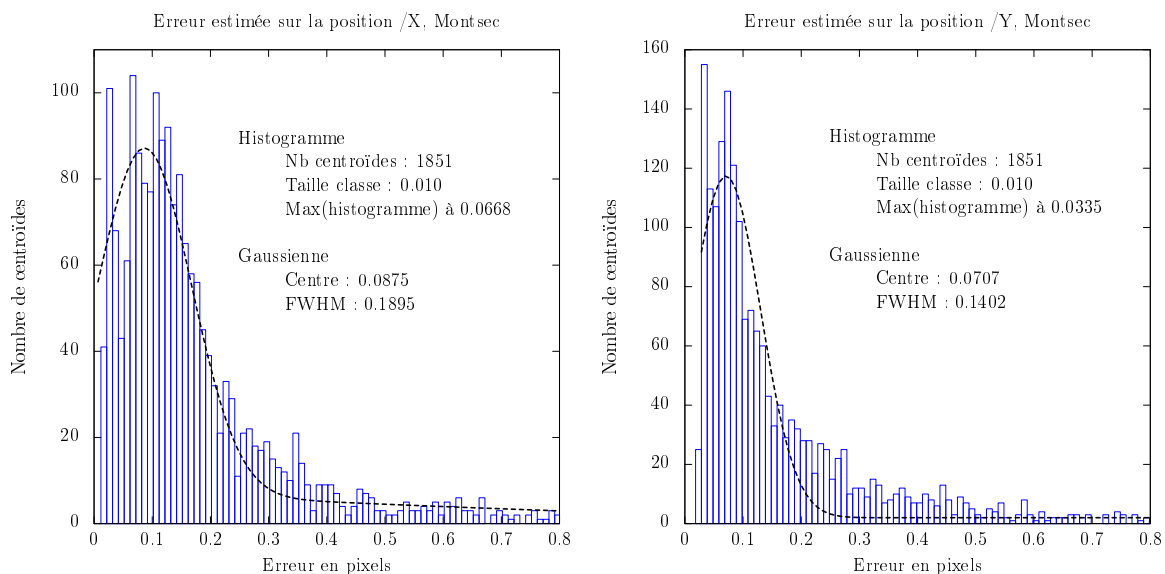 Erreur estimée sur la position /X, Montsec
100
80
60
40
20
0
Nombre de centroïdes
Histogramme
Nb centroïdes : 1851
Taille classe : 0.010
Max(histogramme) à 0.0668
Gaussienne
Centre : 0.0875
FWHM : 0.1895
0 0.1 0.2 0.3 0.4 0.5 0.6 0.7 0.8
Erreur en pixels
Erreur estimée sur la position /Y, Montsec
160
140
120
100
80
60
40
20
0
Nombre de centroïdes
Histogramme
Nb centroïdes : 1851
Taille classe : 0.010
Max(histogramme) à 0.0335
Gaussienne
Centre : 0.0707
FWHM : 0.1402
0 0.1 0.2 0.3 0.4 0.5 0.6 0.7 0.8
Erreur en pixels